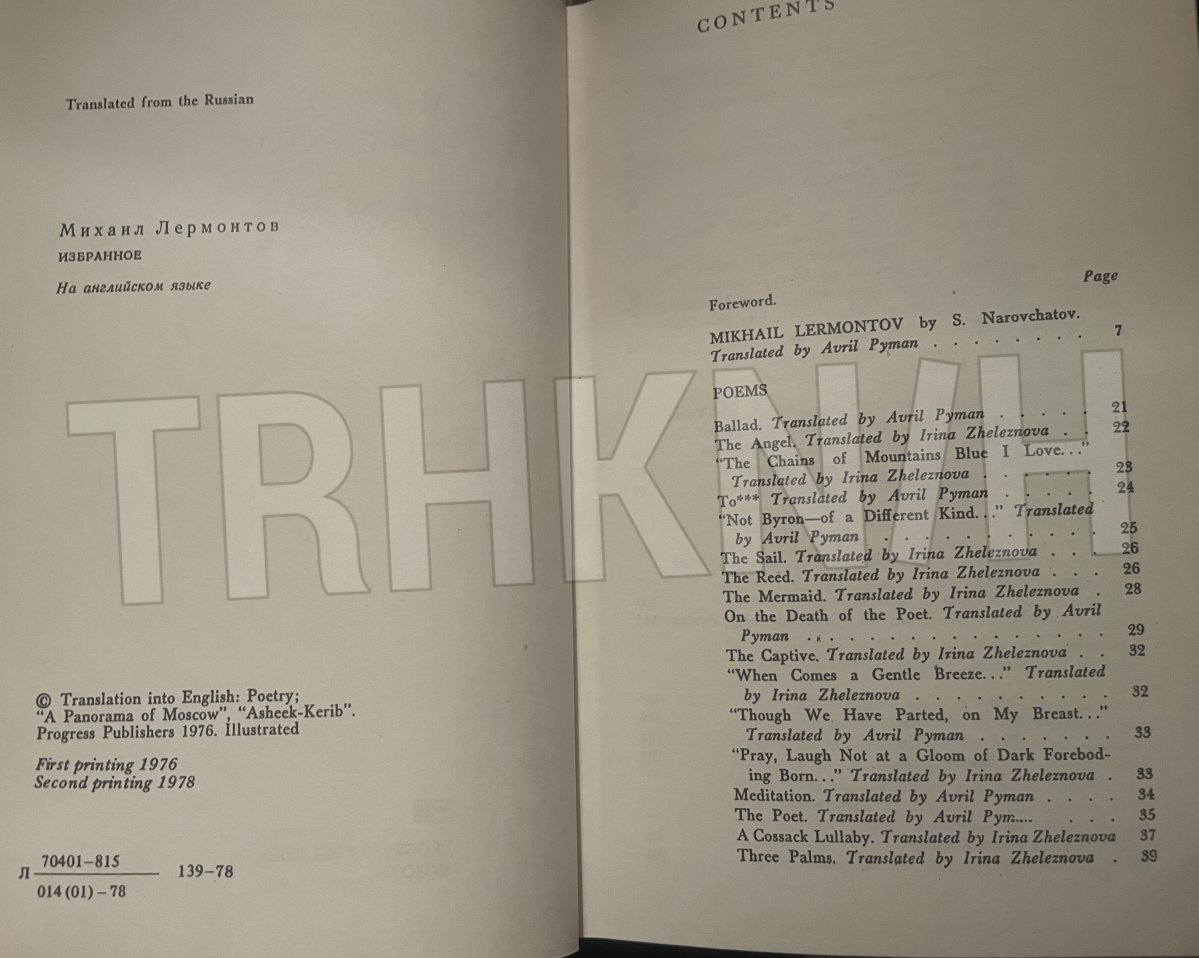 Translated from the Russian
Михаил Лермонтов
ИЗБРАННОЕ
На английском языке
© Translation into English: Poetry;
"A Panorama of Moscow", "Asheek-Kerib".
Progress Publishers 1976. Illustrated
First printing 1976
Second printing 1978
Л 70401–815
014 (01) – 78
139–78
CONTENTS
Page
Foreword.
MIKHAIL LERMONTOV by S. Narovchatov.
Translated by Avril Pyman . . . . . . . . 7
POEMS
Ballad. Translated by Avril Pyman . . . . . 21
The Angel. Translated by Irina Zheleznova . . 22
"The Chains of Mountains Blue I Love. . ."
Translated by Irina Zheleznova . . . . . . 23
To*** Translated by Avril Pyman . . . . . 24
"Not Byron—of a Different Kind. . ." Translated
by Avril Pyman . . . . . . . . . . . 25
The Sail. Translated by Irina Zheleznova . . . 26
The Reed. Translated by Irina Zheleznova . . . 26
The Mermaid. Translated by Irina Zheleznova . 28
On the Death of the Poet. Translated by Avril
Pyman . . . . . . . . . . . . . . 29
The Captive. Translated by Irina Zheleznova . . 32
"When Comes a Gentle Breeze. . ." Translated
by Irina Zheleznova . . . . . . . . . . 32
"Though We Have Parted, on My Breast. . ."
Translated by Avril Pyman . . . . . . . 33
"Pray, Laugh Not at a Gloom of Dark Forebod-
ing Born. . ." Translated by Irina Zheleznova . 33
Meditation. Translated by Avril Pyman . . . . 34
The Poet. Translated by Avril Pym.... . . . 35
A Cossack Lullaby. Translated by Irina Zheleznova 37
Three Palms. Translated by Irina Zheleznova . 39